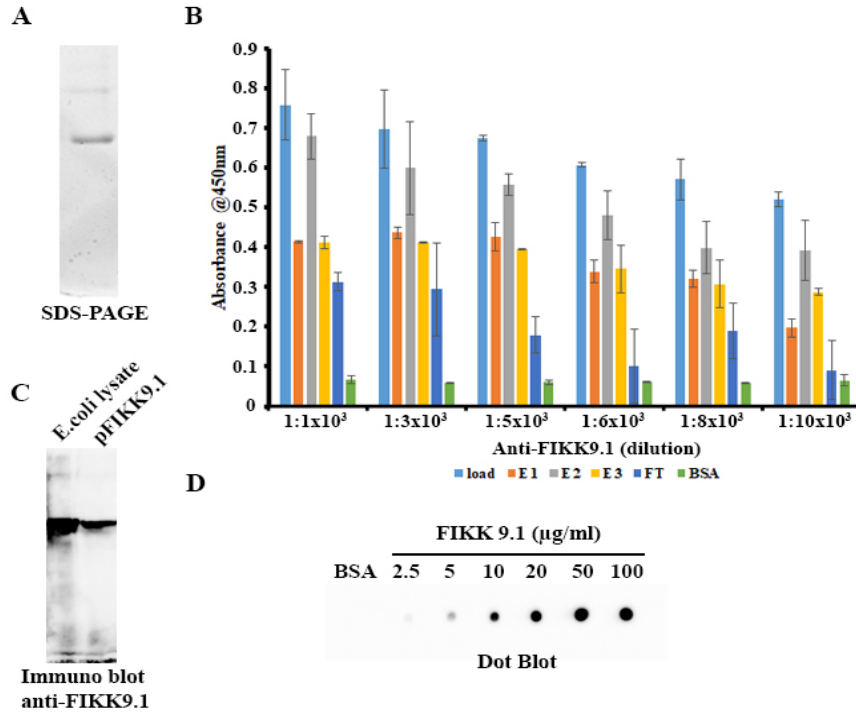 A
SDS-PAGE
B
Absorbance @450nm
0.9
0.8
0.7
0.6
0.5
0.4
0.3
0.2
0.1
0
1:1x10³ 1:3x10³ 1:5x10³ 1:6x10³ 1:8x10³ 1:10x10³
Anti-FIKK9.1 (dilution)
load E1 E2 E3 FT BSA
C
E.coli lysate
pFIKK9.1
Immuno blot
anti-FIKK9.1
D
FIKK 9.1 (µg/ml)
BSA 2.5 5 10 20 50 100
Dot Blot